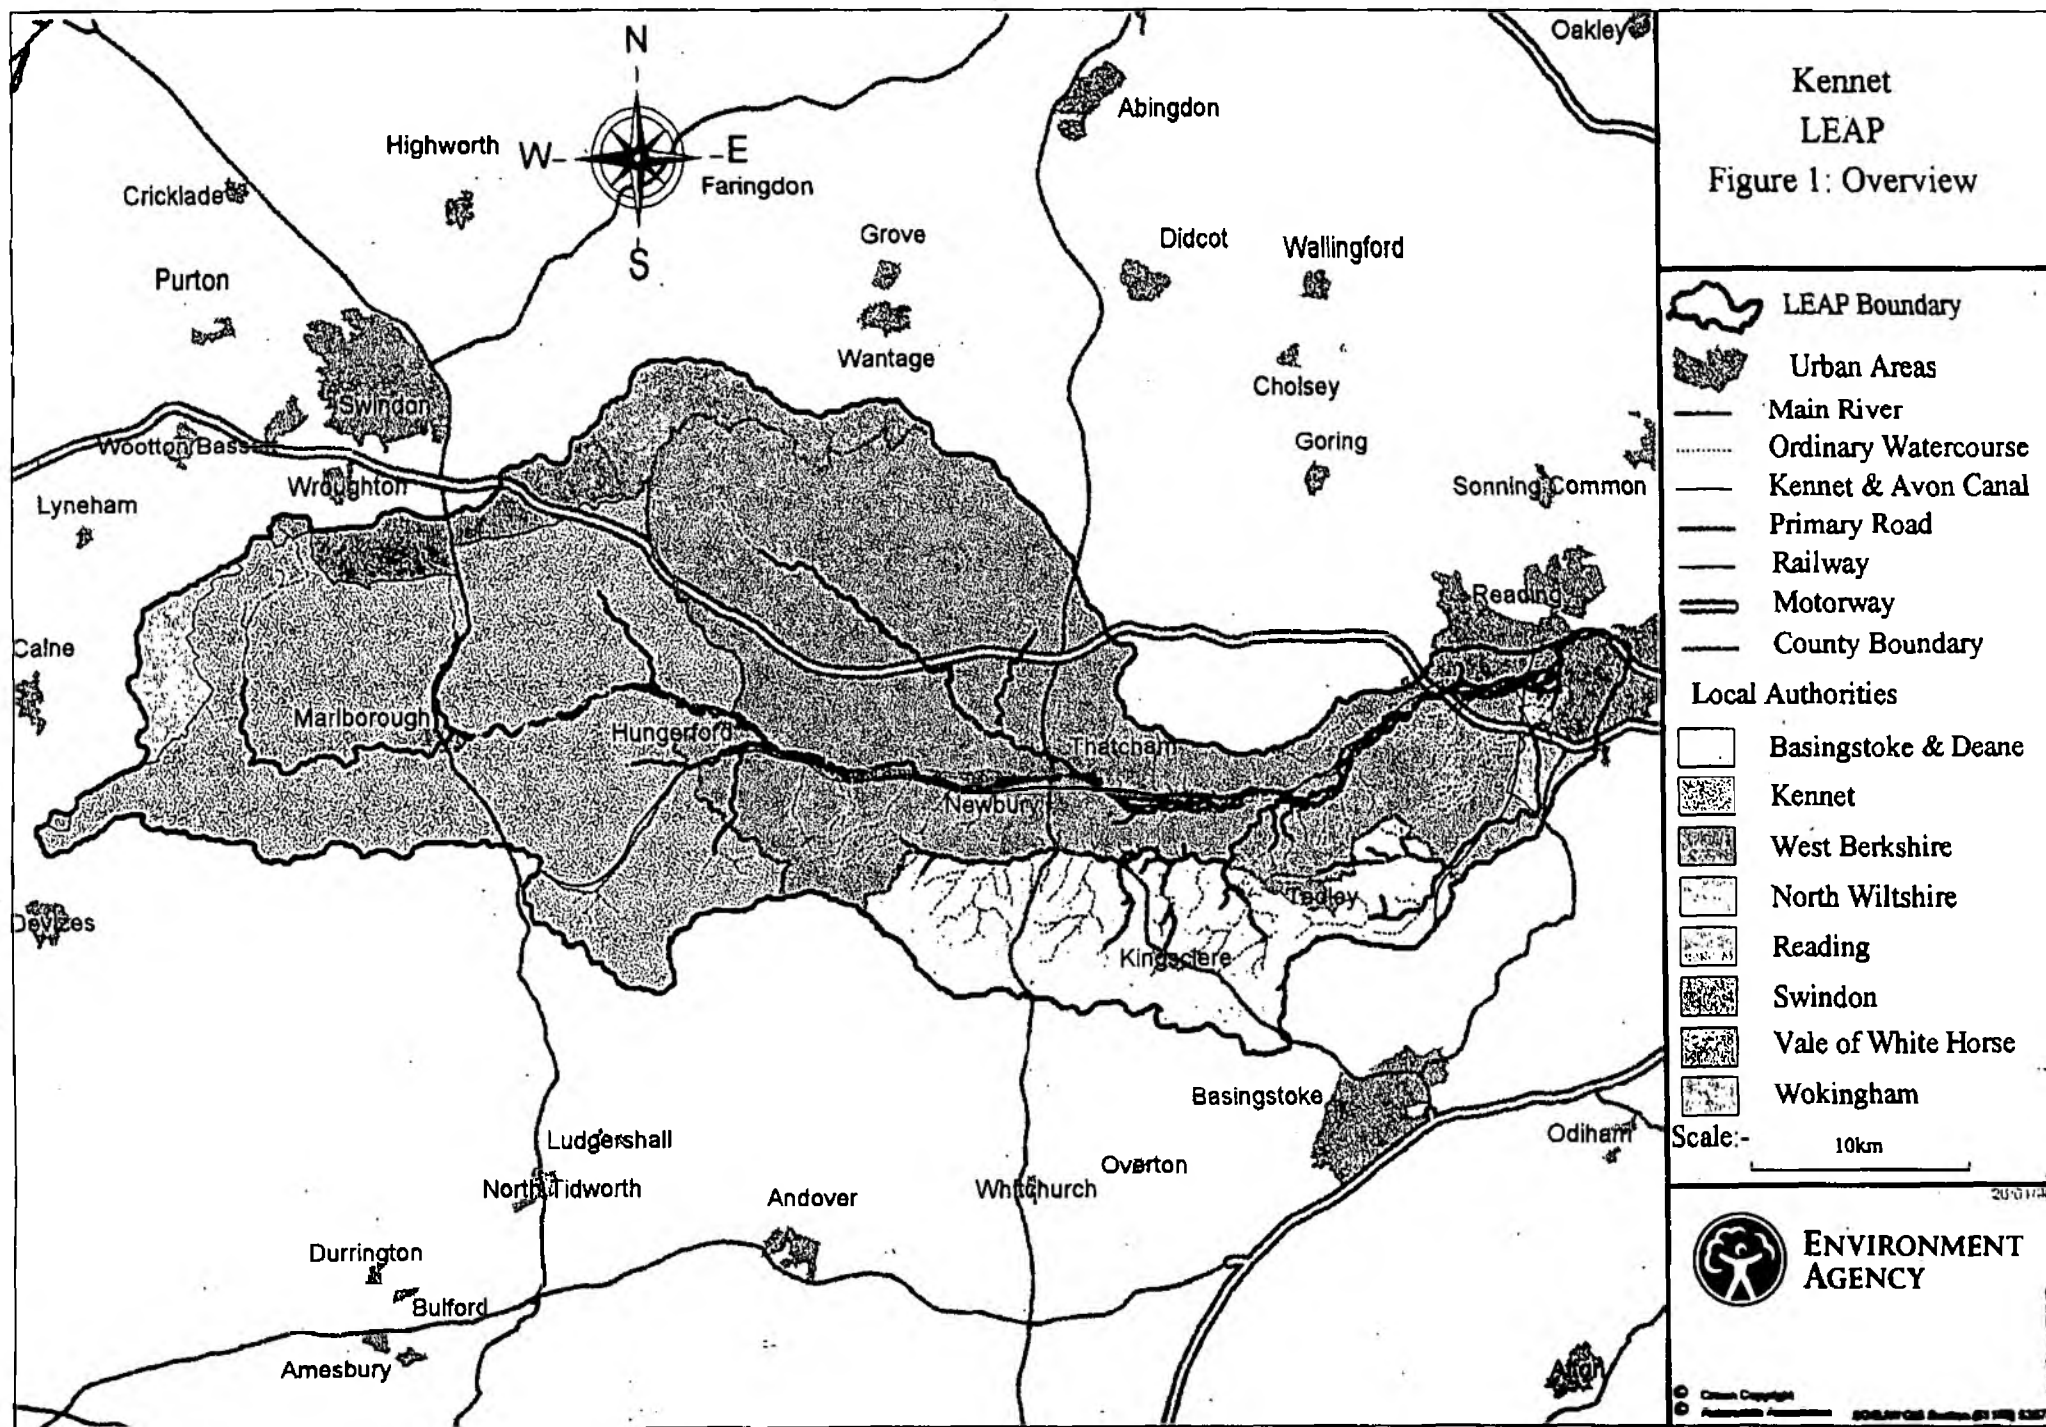 N
W
E
S
Oakley
Abingdon
Highworth
Faringdon
Cricklade
Grove
Didcot
Wallingford
Purton
Wantage
Cholsey
Swindon
Goring
Wroughton
Lyneham
Sonning Common
Reading
Calne
Marlborough
Hungerford
Thatcham
Newbury
Tadley
Devizes
Kingsclere
Basingstoke
Ludgershall
Odiham
Overton
North Tidworth
Andover
Whitchurch
Durrington
Bulford
Amesbury
Kennet
LEAP
Figure 1: Overview
LEAP Boundary
Urban Areas
Main River
Ordinary Watercourse
Kennet & Avon Canal
Primary Road
Railway
Motorway
County Boundary
Local Authorities
Basingstoke & Deane
Kennet
West Berkshire
North Wiltshire
Reading
Swindon
Vale of White Horse
Wokingham
Scale:-
10km
ENVIRONMENT
AGENCY
© Crown Copyright
©